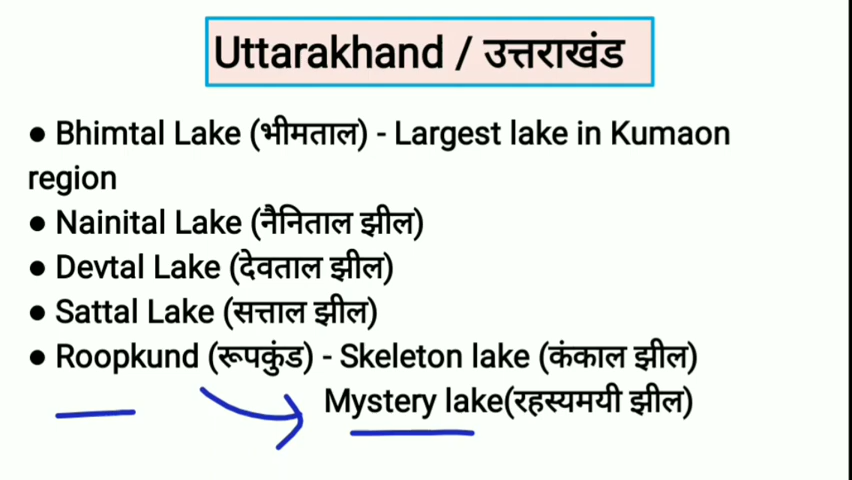 Uttarakhand / उत्तराखंड
● Bhimtal Lake (भीमताल) - Largest lake in Kumaon
region
● Nainital Lake (नैनिताल झील)
● Devtal Lake (देवताल झील)
● Sattal Lake (सत्ताल झील)
● Roopkund (रूपकुंड) - Skeleton lake (कंकाल झील)
Mystery lake(रहस्यमयी झील)